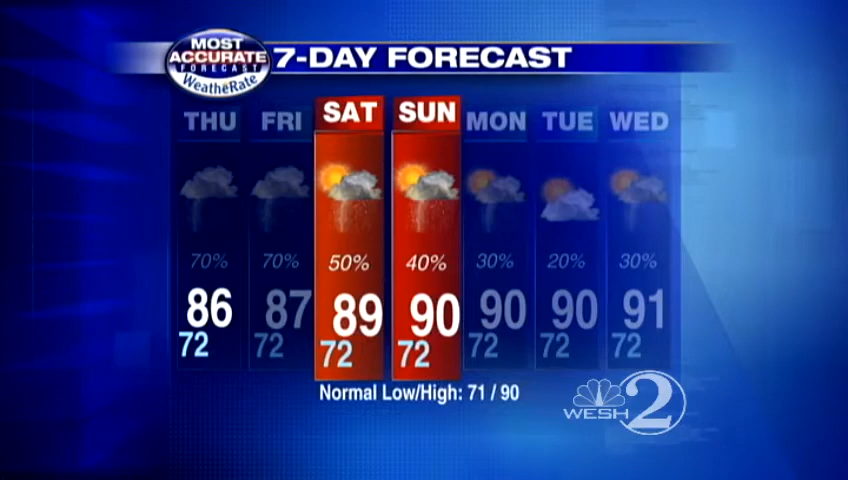 MOST
ACCURATE
FORECAST
WeatheRate
7-DAY FORECAST
THU FRI SAT SUN MON TUE WED
70% 70% 50% 40% 30% 20% 30%
86 87 89 90 90 90 91
72 72 72 72 72 72 72
Normal Low/High: 71 / 90
WESH 2